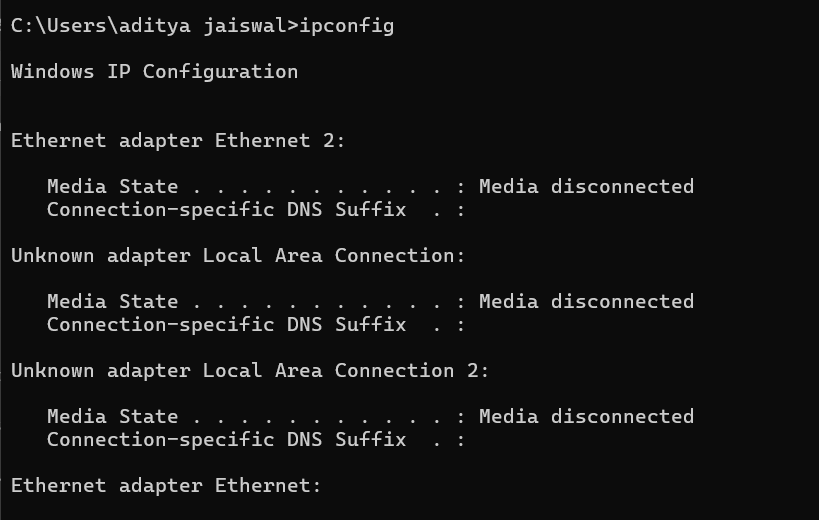 C:\Users\aditya jaiswal>ipconfig
Windows IP Configuration
Ethernet adapter Ethernet 2:
Media State . . . . . . . . . . . : Media disconnected
Connection-specific DNS Suffix  . :
Unknown adapter Local Area Connection:
Media State . . . . . . . . . . . : Media disconnected
Connection-specific DNS Suffix  . :
Unknown adapter Local Area Connection 2:
Media State . . . . . . . . . . . : Media disconnected
Connection-specific DNS Suffix  . :
Ethernet adapter Ethernet: